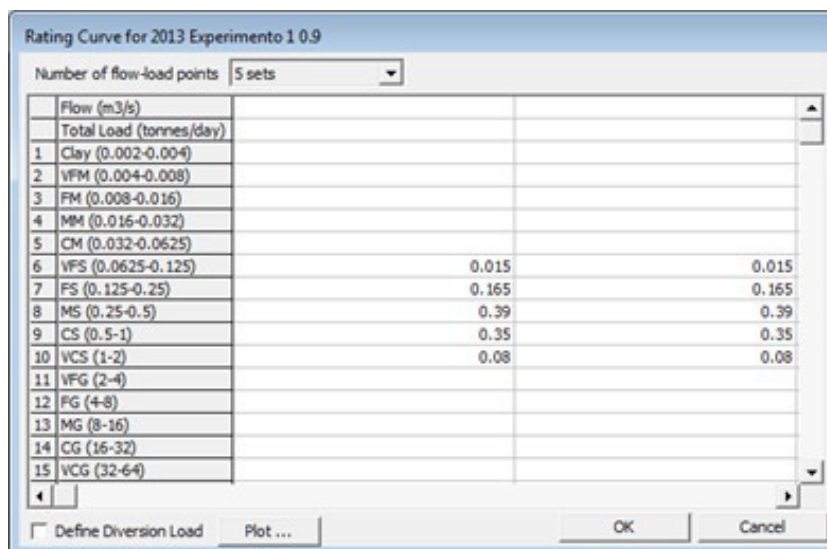 Rating Curve for 2013 Experimento 1 0.9
Number of flow-load points 5 sets
Flow (m3/s)
Total Load (tonnes/day)
1 Clay (0.002-0.004)
2 VFM (0.004-0.008)
3 FM (0.008-0.016)
4 MM (0.016-0.032)
5 CM (0.032-0.0625)
6 VFS (0.0625-0.125) 0.015 0.015
7 FS (0.125-0.25) 0.165 0.165
8 MS (0.25-0.5) 0.39 0.39
9 CS (0.5-1) 0.35 0.35
10 VCS (1-2) 0.08 0.08
11 VFG (2-4)
12 FG (4-8)
13 MG (8-16)
14 CG (16-32)
15 VCG (32-64)
Define Diversion Load Plot ... OK Cancel